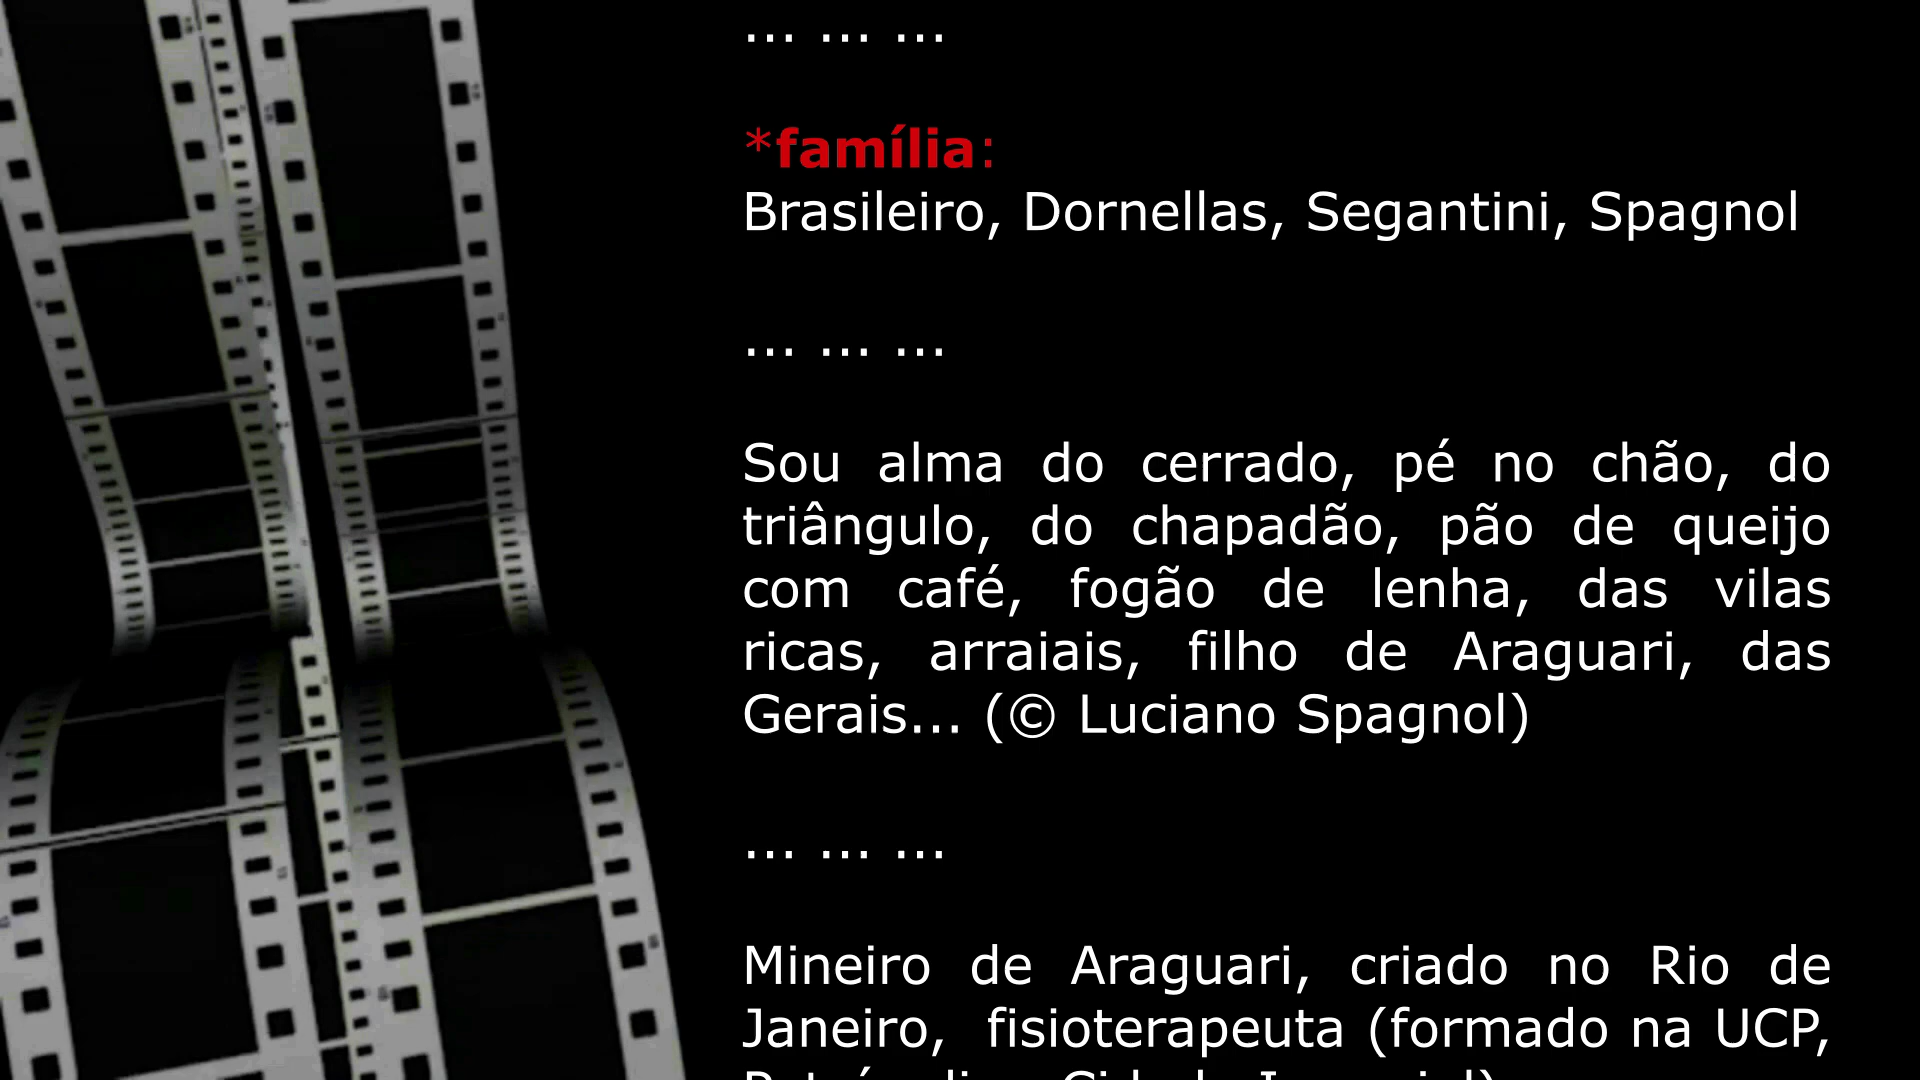 ... ... ...
*família:
Brasileiro, Dornellas, Segantini, Spagnol
... ... ...
Sou alma do cerrado, pé no chão, do
triângulo, do chapadão, pão de queijo
com café, fogão de lenha, das vilas
ricas, arraiais, filho de Araguari, das
Gerais... (© Luciano Spagnol)
... ... ...
Mineiro de Araguari, criado no Rio de
Janeiro, fisioterapeuta (formado na UCP,